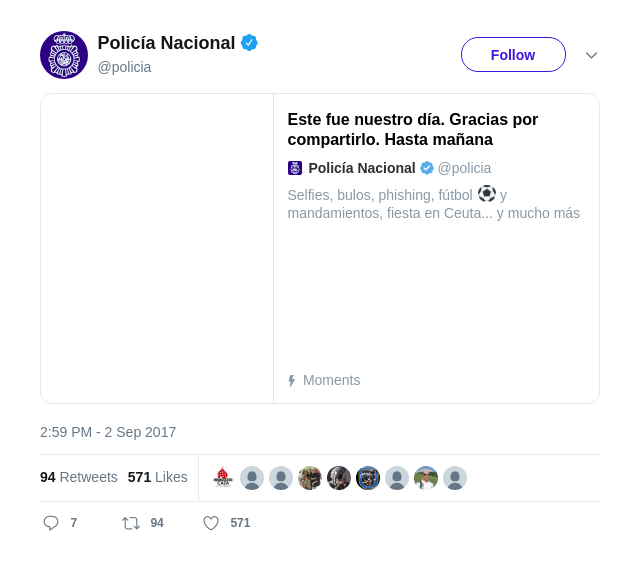 Policía Nacional
@policia
Follow
Este fue nuestro día. Gracias por
compartirlo. Hasta mañana
Policía Nacional @policia
Selfies, bulos, phishing, fútbol ⚽ y
mandamientos, fiesta en Ceuta... y mucho más
Moments
2:59 PM - 2 Sep 2017
94 Retweets 571 Likes
7 94 571